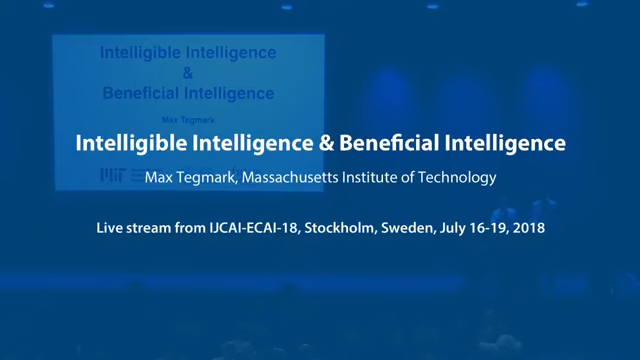 Intelligible Intelligence
&
Beneficial Intelligence
Max Tegmark
MIT
Intelligible Intelligence & Beneficial Intelligence
Max Tegmark, Massachusetts Institute of Technology
Live stream from IJCAI-ECAI-18, Stockholm, Sweden, July 16-19, 2018